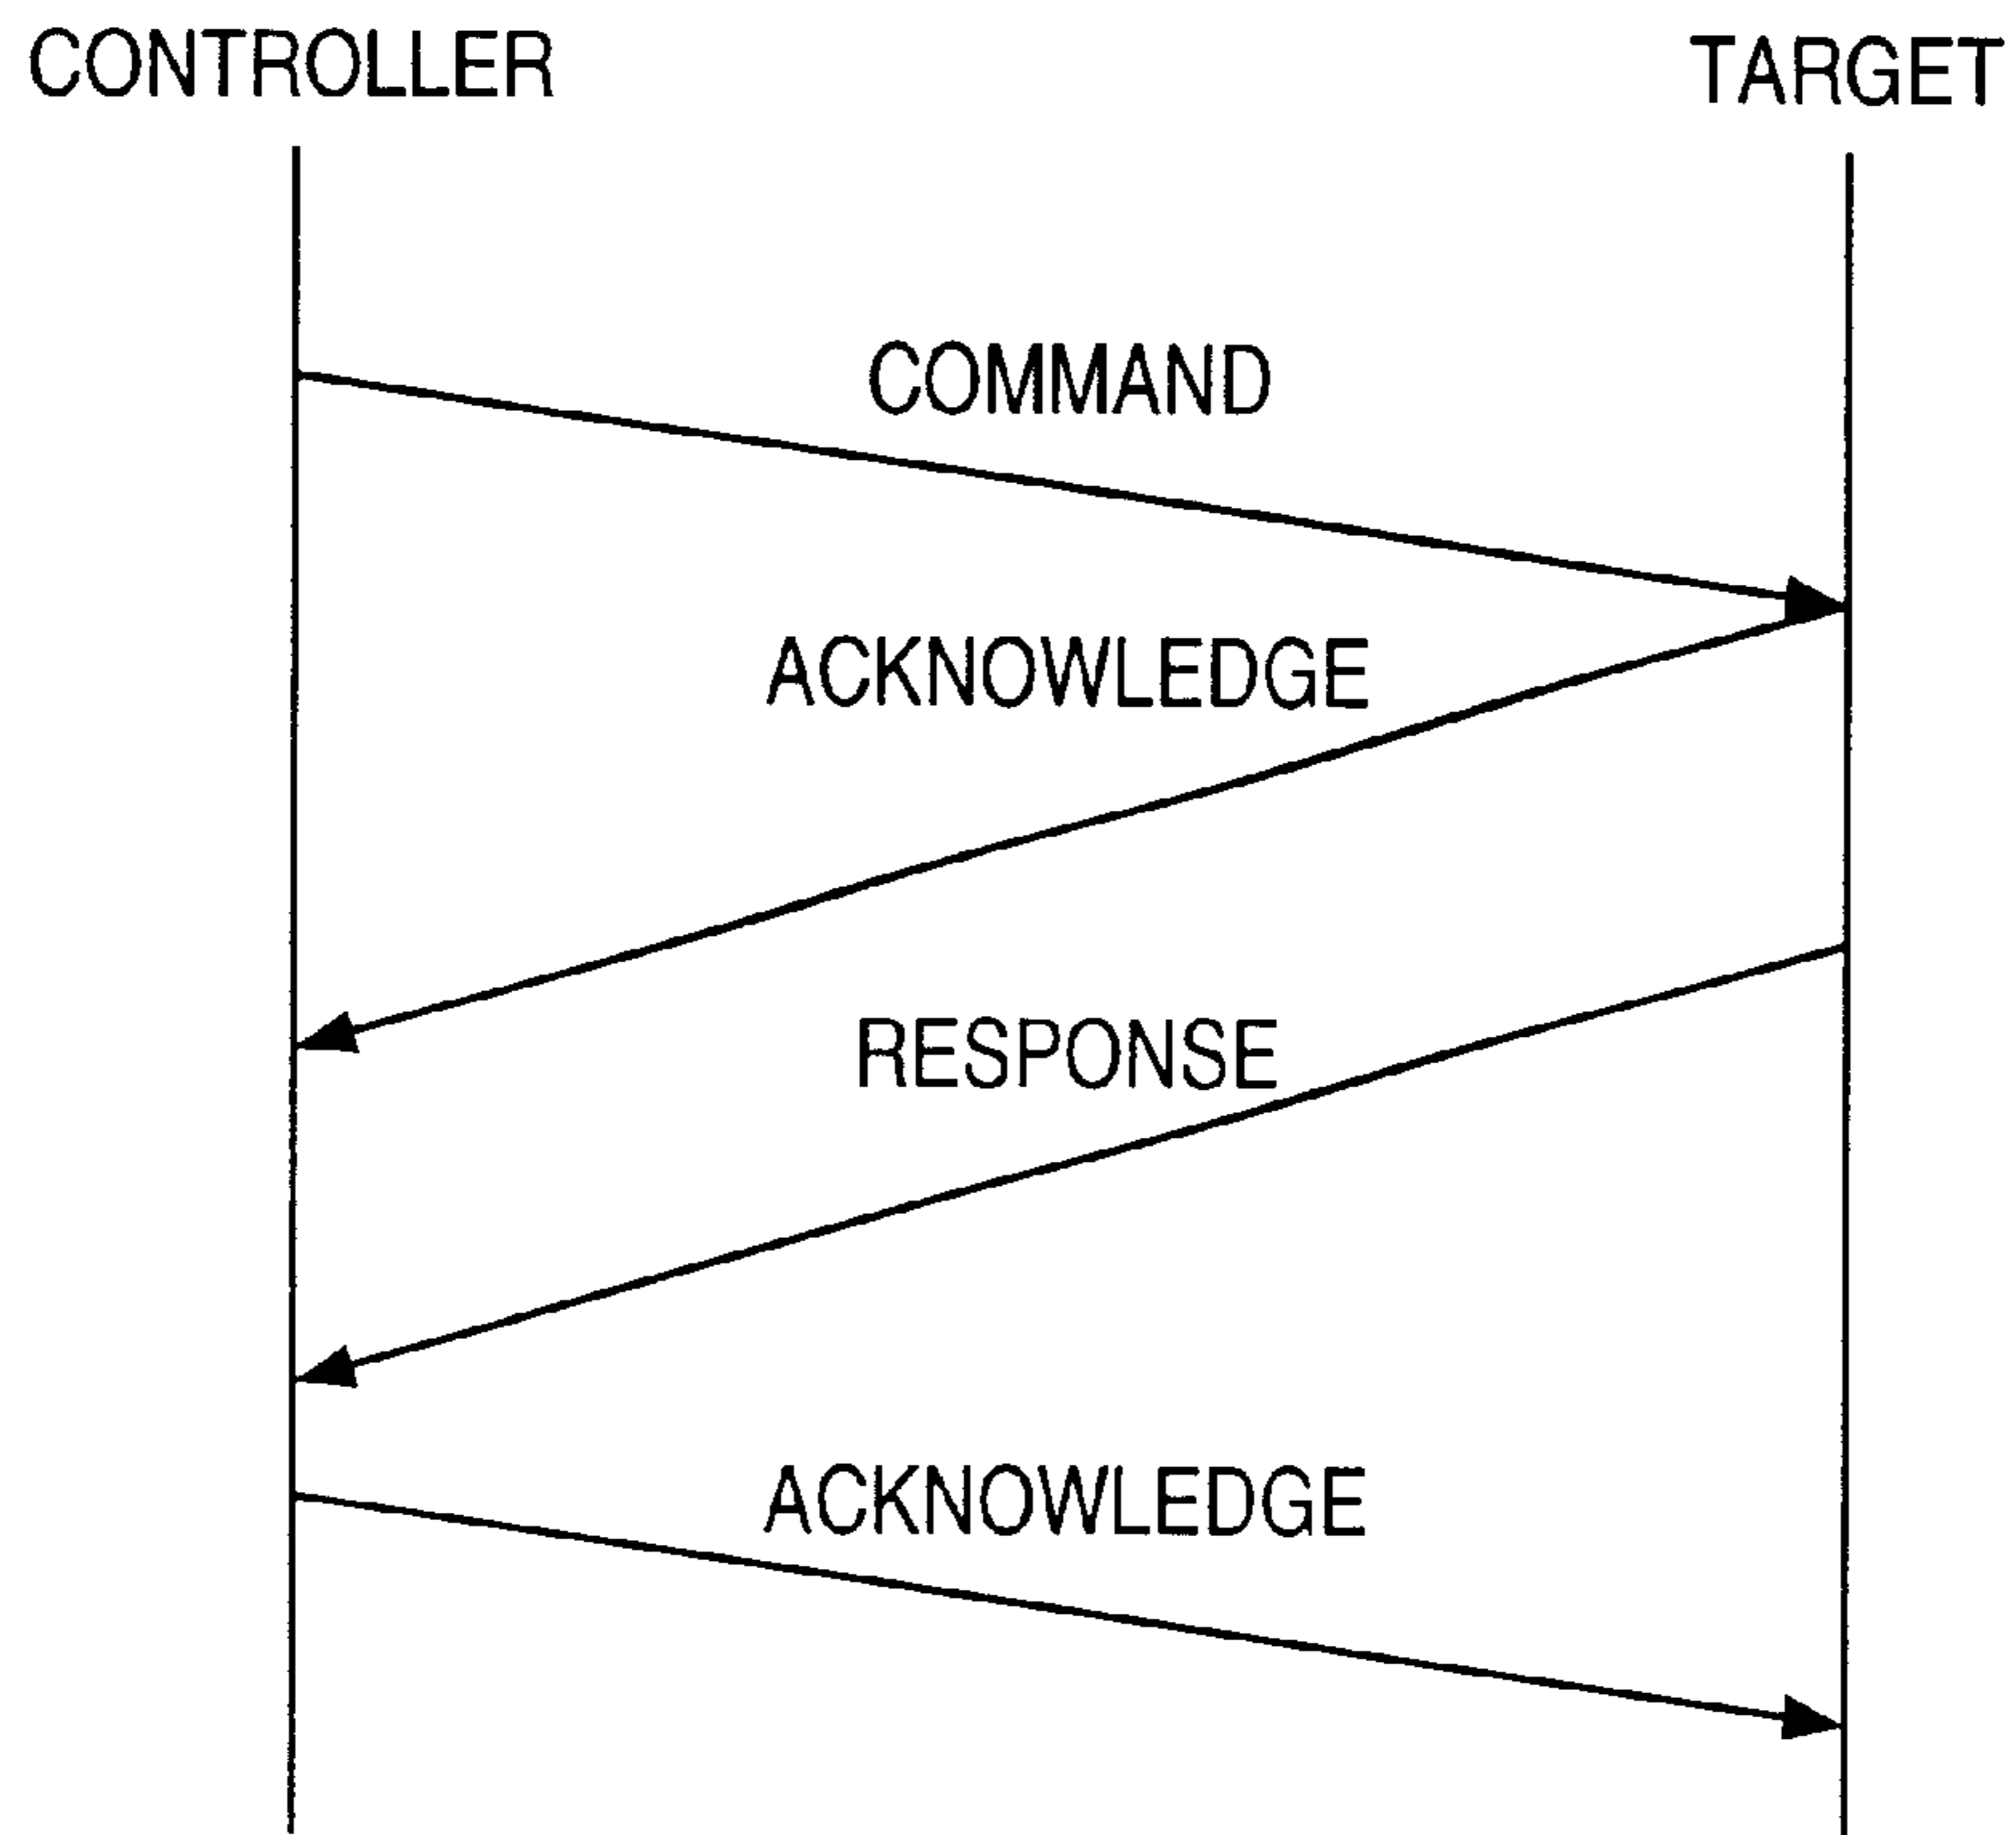 CONTROLLER
TARGET
COMMAND
ACKNOWLEDGE
RESPONSE
ACKNOWLEDGE